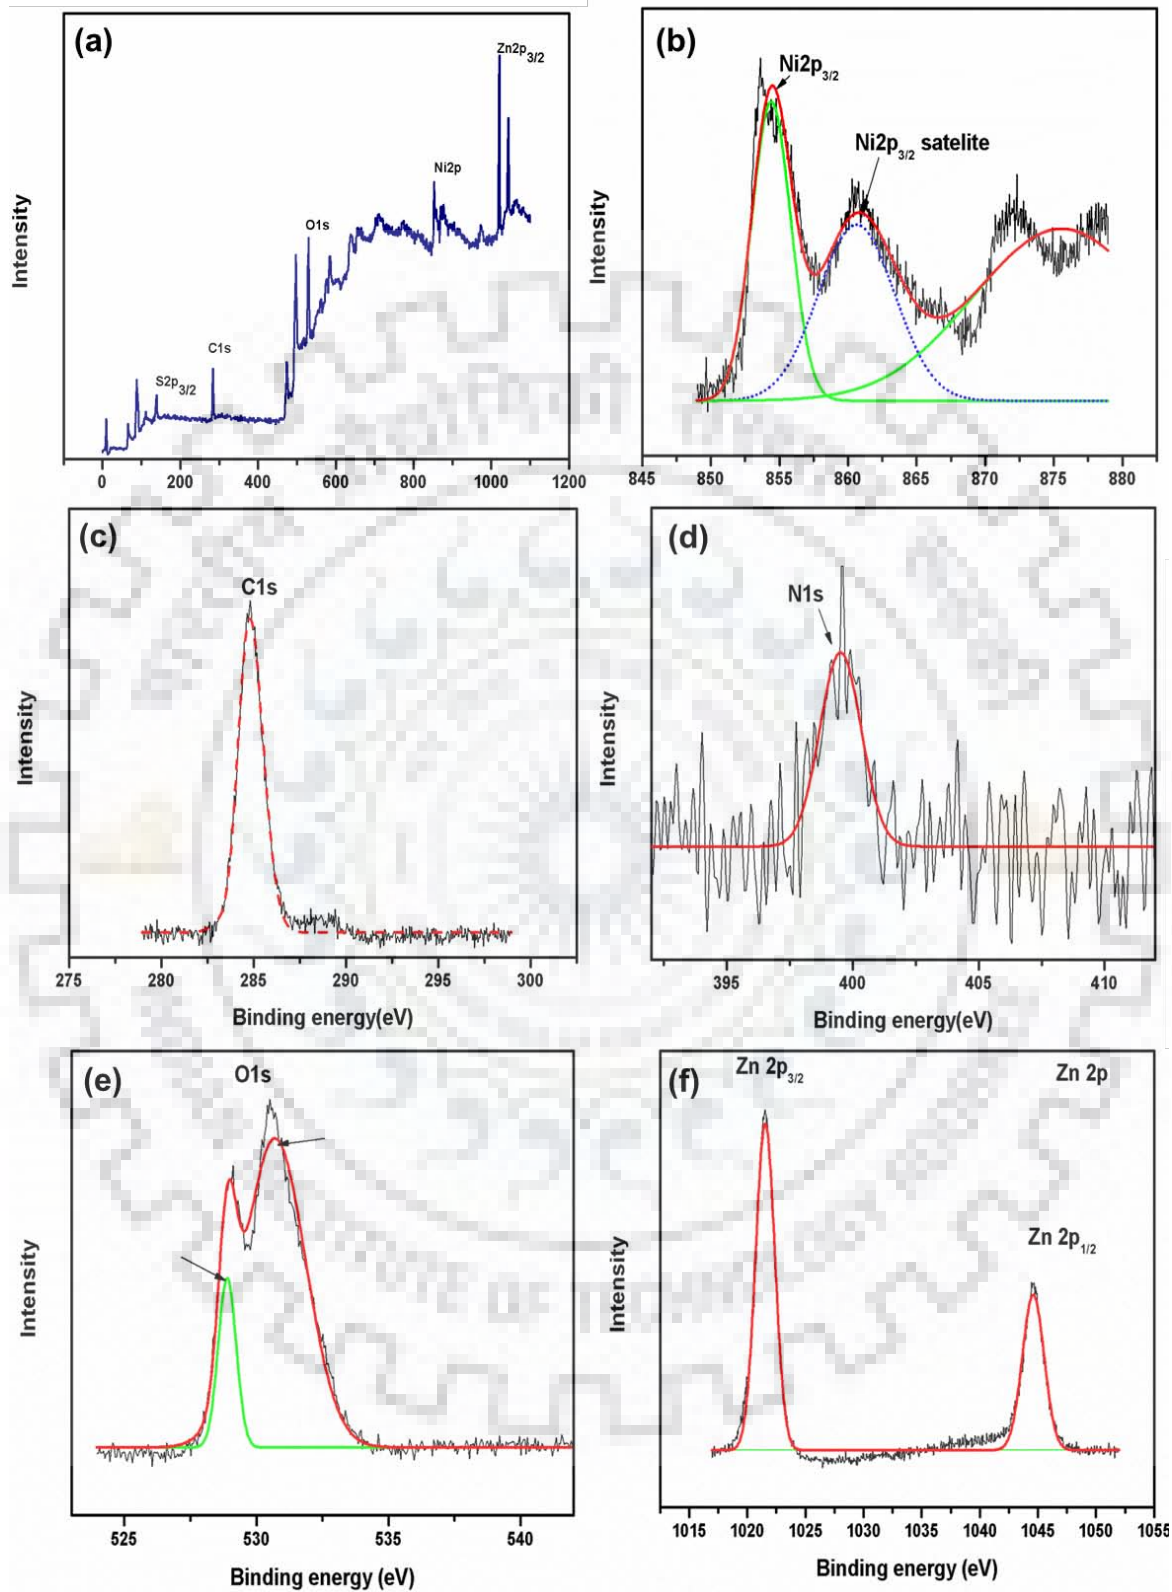 (a)
Zn2p3/2
Ni2p
O1s
C1s
S2p3/2
Intensity
0 200 400 600 800 1000 1200
(b)
Ni2p3/2
Ni2p3/2 satelite
Intensity
845 850 855 860 865 870 875 880
(c)
C1s
Intensity
275 280 285 290 295 300
Binding energy(eV)
(d)
N1s
Intensity
395 400 405 410
Binding energy(eV)
(e)
O1s
Intensity
525 530 535 540
Binding energy (eV)
(f)
Zn 2p3/2
Zn 2p
Zn 2p1/2
Intensity
1015 1020 1025 1030 1035 1040 1045 1050 1055
Binding energy (eV)